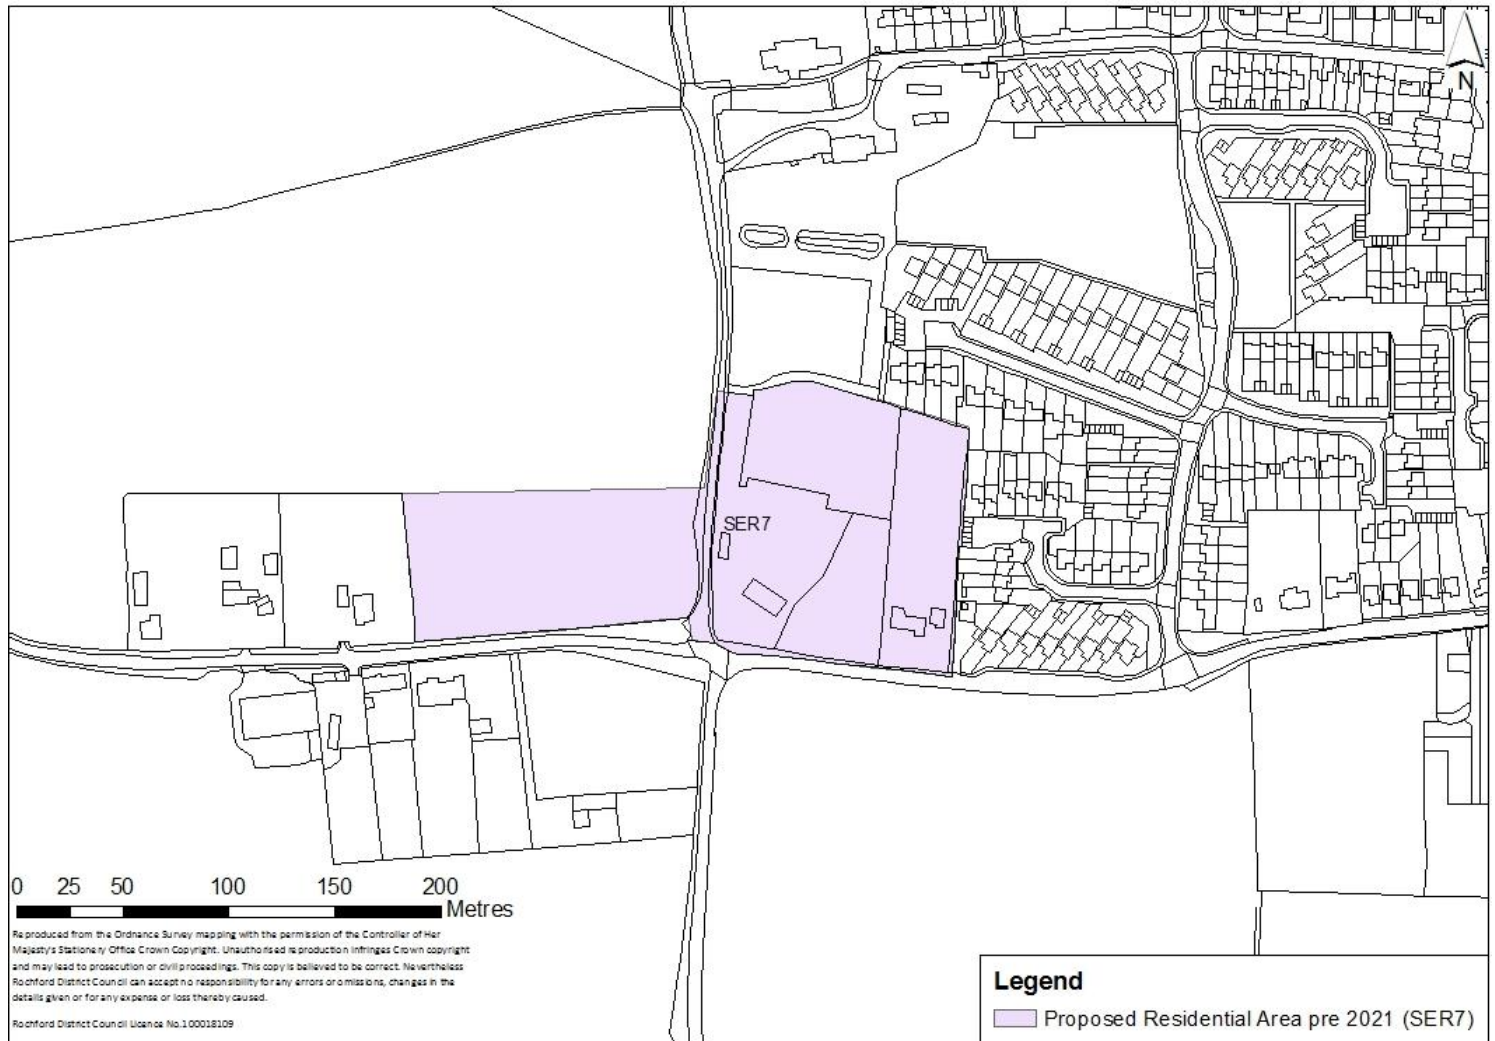 N
SER7
0 25 50 100 150 200
Metres
Reproduced from the Ordnance Survey mapping with the permission of the Controller of Her
Majesty's Stationery Office Crown Copyright. Unauthorised reproduction infringes Crown copyright
and may lead to prosecution or civil proceedings. This copy is believed to be correct. Nevertheless
Rochford District Council can accept no responsibility for any errors or omissions, changes in the
details given or for any expense or loss thereby caused.
Rochford District Council Licence No.100018109
Legend
Proposed Residential Area pre 2021 (SER7)